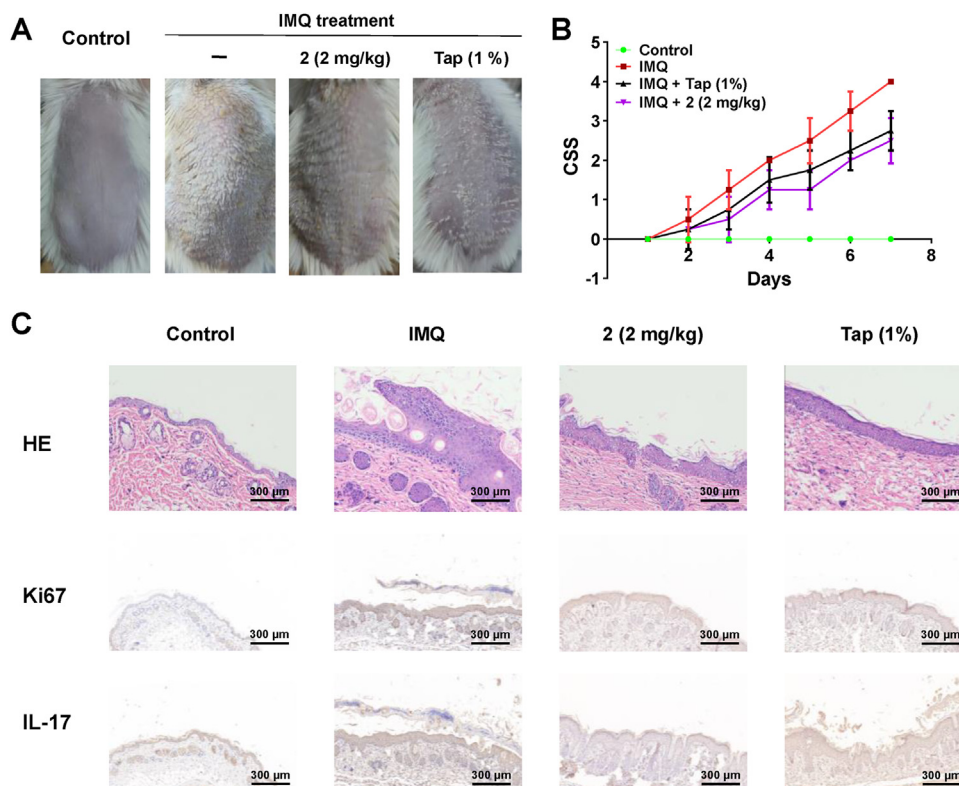 A
Control
IMQ treatment
–
2 (2 mg/kg)
Tap (1 %)
B
Control
IMQ
IMQ + Tap (1%)
IMQ + 2 (2 mg/kg)
CSS
5
4
3
2
1
0
-1
2
4
6
8
Days
C
Control
IMQ
2 (2 mg/kg)
Tap (1%)
HE
300 µm
300 µm
300 µm
300 µm
Ki67
300 µm
300 µm
300 µm
300 µm
IL-17
300 µm
300 µm
300 µm
300 µm